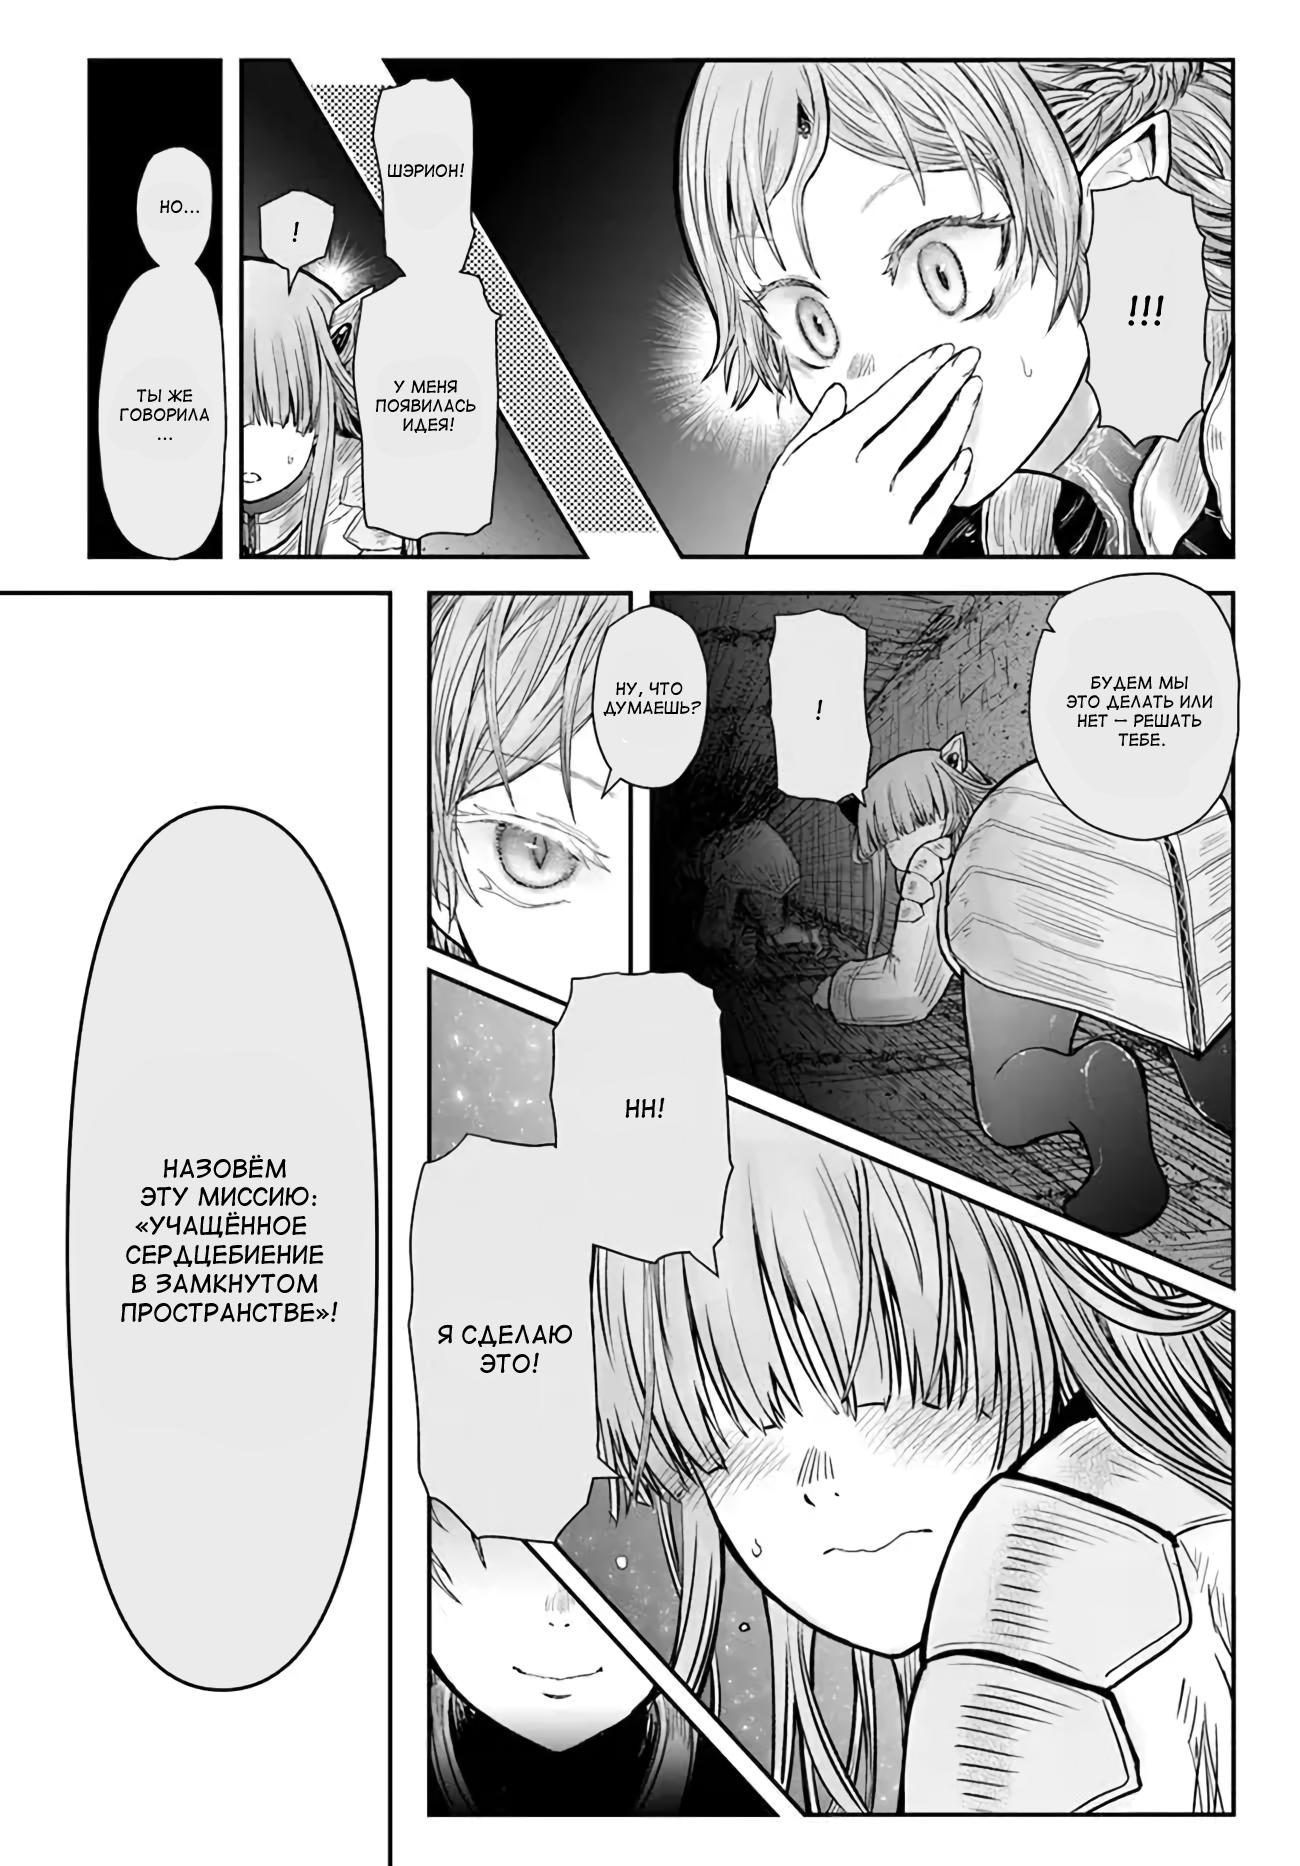 !!!
ШЭРИОН!
У МЕНЯ
ПОЯВИЛАСЬ
ИДЕЯ!
!
НО...
ТЫ ЖЕ
ГОВОРИЛА
...
БУДЕМ МЫ
ЭТО ДЕЛАТЬ ИЛИ
НЕТ — РЕШАТЬ
ТЕБЕ.
!
НУ, ЧТО
ДУМАЕШЬ?
НН!
Я СДЕЛАЮ
ЭТО!
НАЗОВЁМ
ЭТУ МИССИЮ:
«УЧАЩЁННОЕ
СЕРДЦЕБИЕНИЕ
В ЗАМКНУТОМ
ПРОСТРАНСТВЕ»!